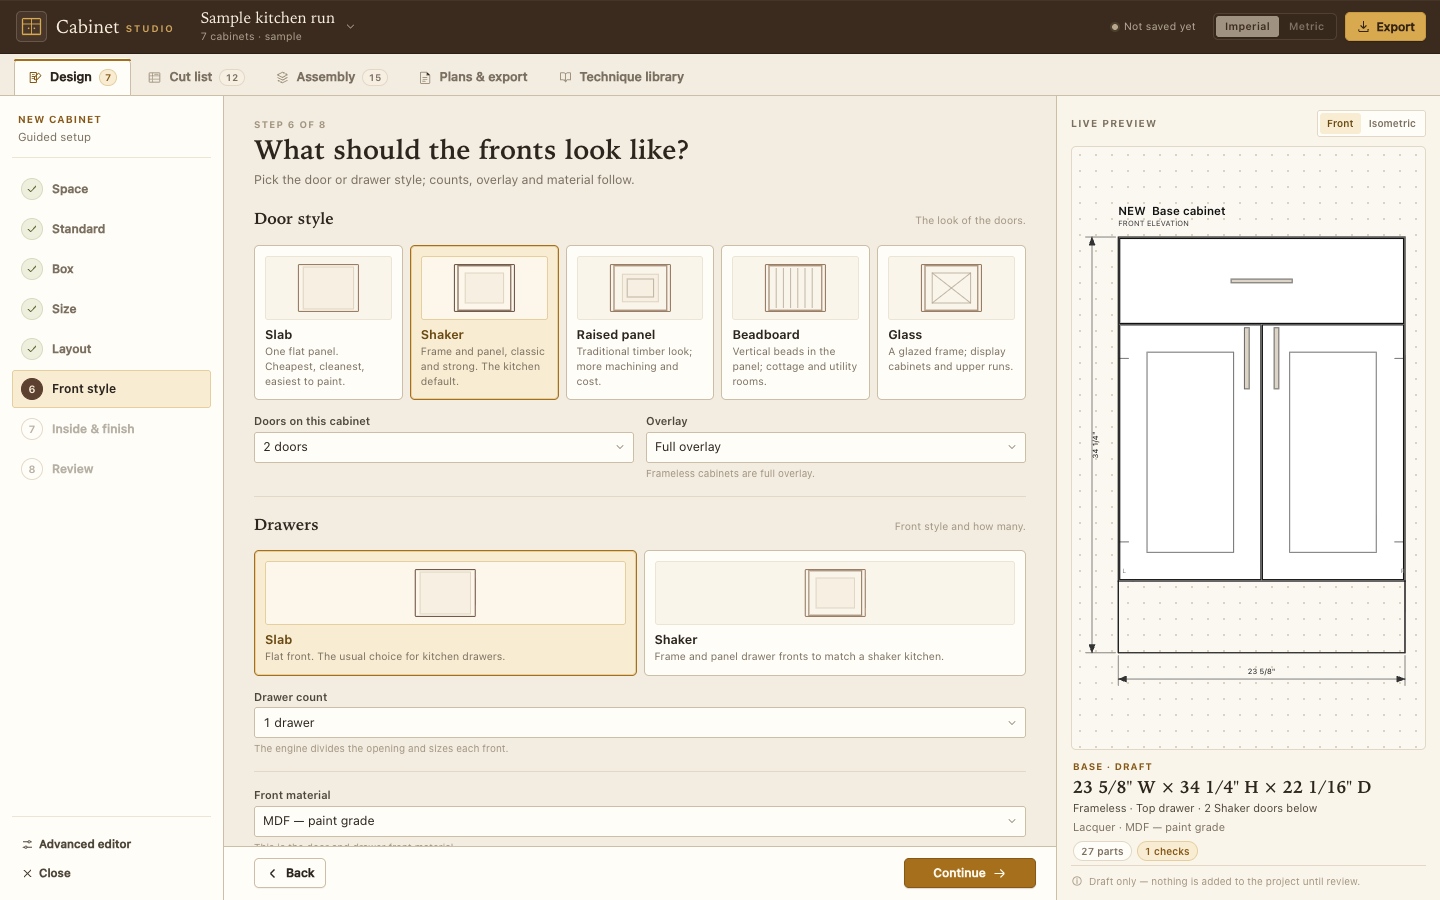 Cabinet STUDIO
Sample kitchen run
7 cabinets · sample
Not saved yet
Imperial
Metric
Export
Design 7
Cut list 12
Assembly 15
Plans & export
Technique library
NEW CABINET
Guided setup
Space
Standard
Box
Size
Layout
6 Front style
7 Inside & finish
8 Review
Advanced editor
Close
STEP 6 OF 8
What should the fronts look like?
Pick the door or drawer style; counts, overlay and material follow.
Door style
The look of the doors.
Slab
One flat panel.
Cheapest, cleanest,
easiest to paint.
Shaker
Frame and panel, classic
and strong. The kitchen
default.
Raised panel
Traditional timber look;
more machining and
cost.
Beadboard
Vertical beads in the
panel; cottage and utility
rooms.
Glass
A glazed frame; display
cabinets and upper runs.
Doors on this cabinet
2 doors
Overlay
Full overlay
Frameless cabinets are full overlay.
Drawers
Front style and how many.
Slab
Flat front. The usual choice for kitchen drawers.
Shaker
Frame and panel drawer fronts to match a shaker kitchen.
Drawer count
1 drawer
The engine divides the opening and sizes each front.
Front material
MDF — paint grade
Back
Continue
LIVE PREVIEW
Front
Isometric
NEW Base cabinet
FRONT ELEVATION
34 1/4"
L
23 5/8"
BASE · DRAFT
23 5/8" W × 34 1/4" H × 22 1/16" D
Frameless · Top drawer · 2 Shaker doors below
Lacquer · MDF — paint grade
27 parts
1 checks
Draft only — nothing is added to the project until review.